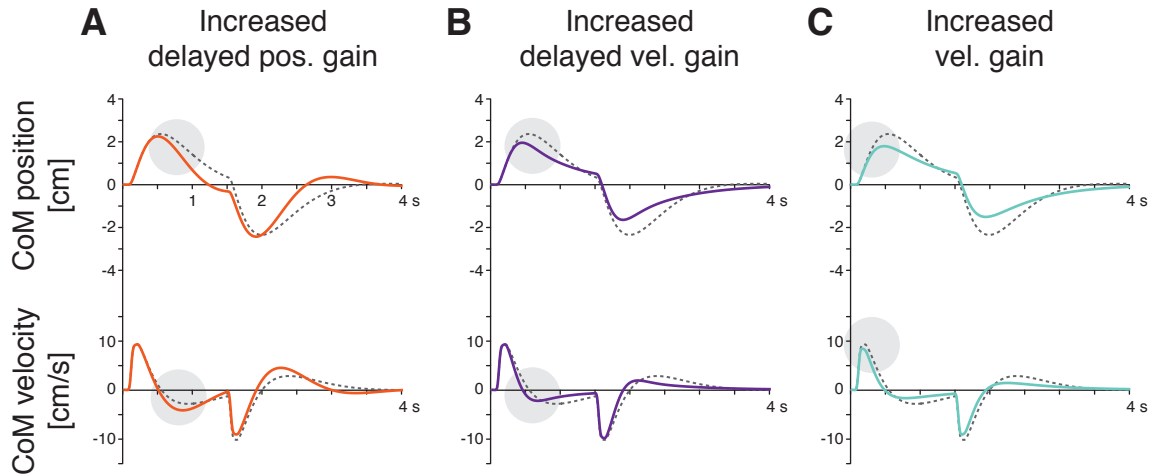 A
Increased
delayed pos. gain
B
Increased
delayed vel. gain
C
Increased
vel. gain
CoM position
[cm]
4
2
0
-2
-4
1
2
3
4 s
4
2
0
-2
-4
4 s
4
2
0
-2
-4
4 s
CoM velocity
[cm/s]
10
0
-10
4 s
10
0
-10
4 s
10
0
-10
4 s